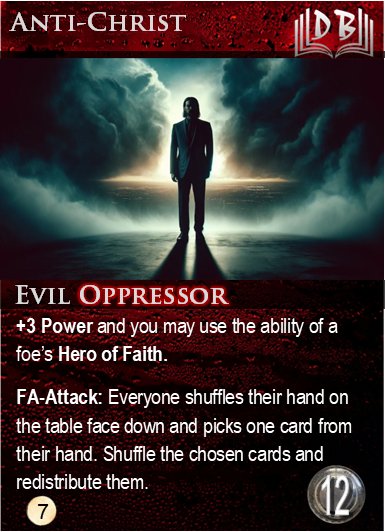 Anti-Christ
DB
Evil Oppressor
+3 Power and you may use the ability of a
foe's Hero of Faith.
FA-Attack: Everyone shuffles their hand on
the table face down and picks one card from
their hand. Shuffle the chosen cards and
redistribute them.
7
12